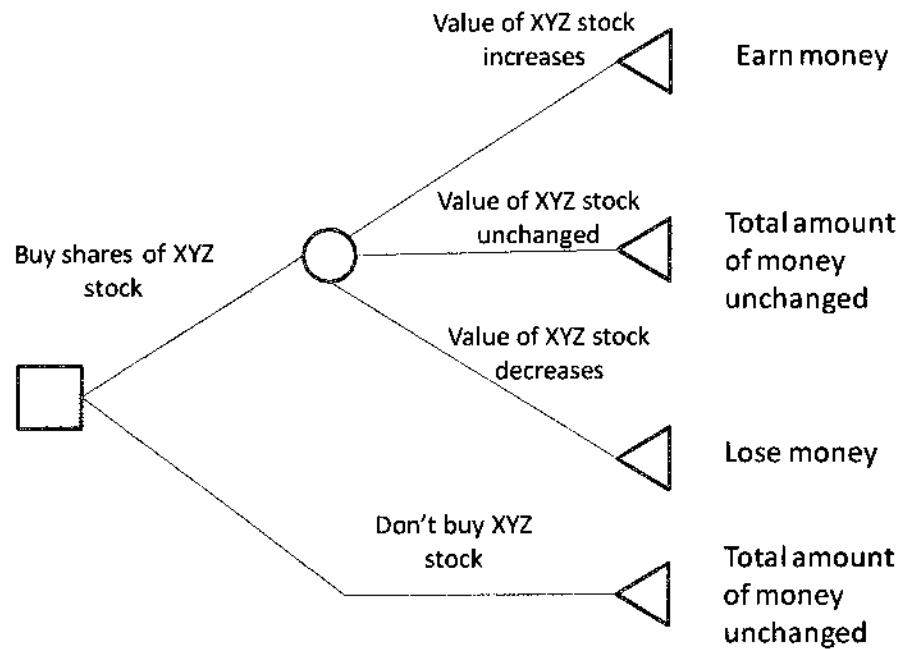 Value of XYZ stock
increases
Earn money
Value of XYZ stock
unchanged
Total amount
of money
unchanged
Buy shares of XYZ
stock
Value of XYZ stock
decreases
Lose money
Don't buy XYZ
stock
Total amount
of money
unchanged